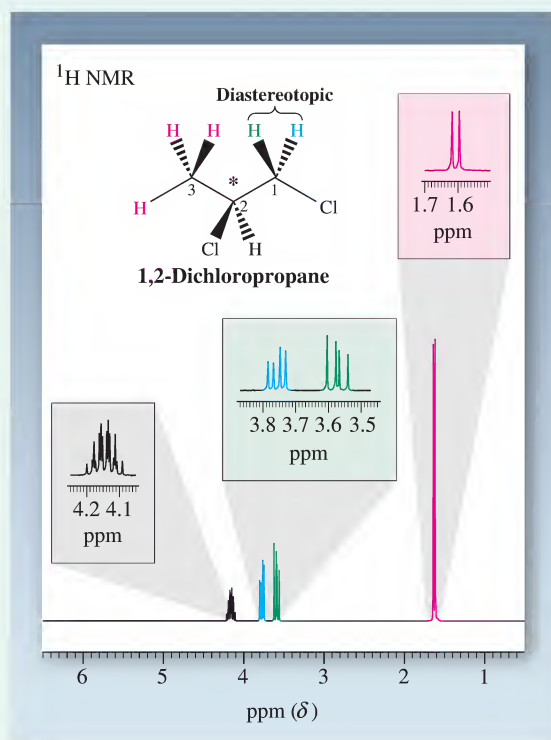 ¹H NMR
Diastereotopic
H H H H
* 
H 3 2 1 Cl
Cl H
1,2-Dichloropropane
1.7 1.6
ppm
3.8 3.7 3.6 3.5
ppm
4.2 4.1
ppm
6 5 4 3 2 1
ppm (δ)